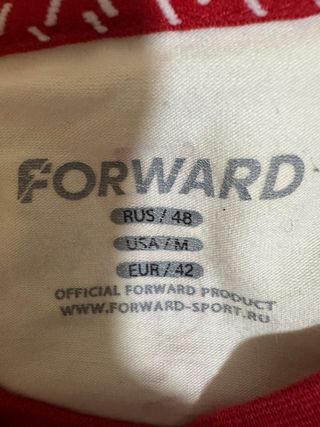 FORWARD
RUS / 48
USA / M
EUR / 42
OFFICIAL FORWARD PRODUCT
WWW.FORWARD-SPORT.RU